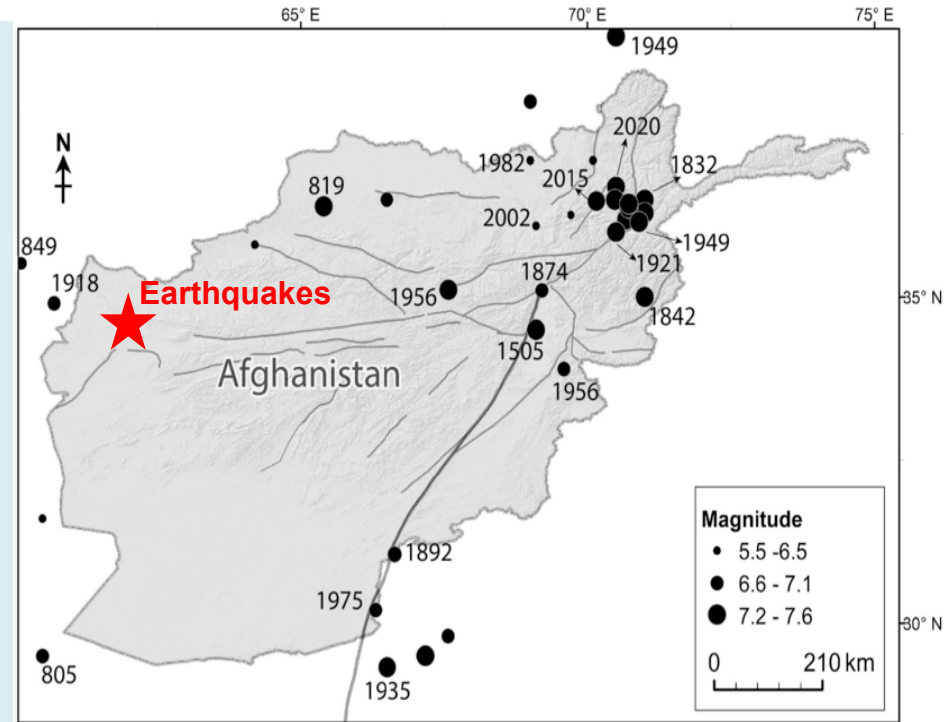 65° E
70° E
75° E
1949
N
2020
1982
1832
2015
819
2002
849
1949
1874
1921
1918
Earthquakes
1956
35° N
1842
1505
Afghanistan
1956
Magnitude
5.5 -6.5
1892
6.6 - 7.1
1975
7.2 - 7.6
30° N
0 210 km
805
1935